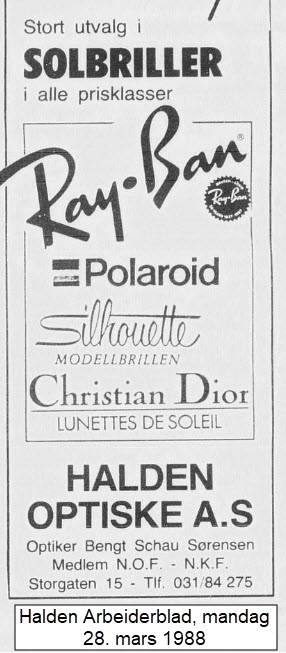 Stort utvalg i
SOLBRILLER
i alle prisklasser
Ray-Ban®
Ray-Ban
Polaroid
Silhouette
MODELLBRILLEN
Christian Dior
LUNETTES DE SOLEIL
HALDEN
OPTISKE A.S
Optiker Bengt Schau Sørensen
Medlem N.O.F. - N.K.F.
Storgaten 15 - Tlf. 031/84 275
Halden Arbeiderblad, mandag
28. mars 1988